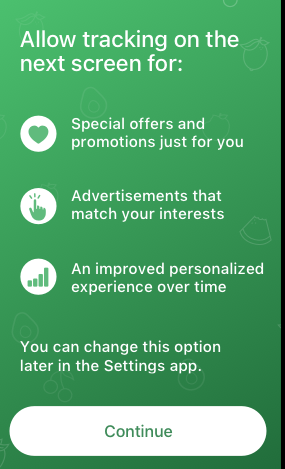 Allow tracking on the
next screen for:
Special offers and
promotions just for you
Advertisements that
match your interests
An improved personalized
experience over time
You can change this option
later in the Settings app.
Continue